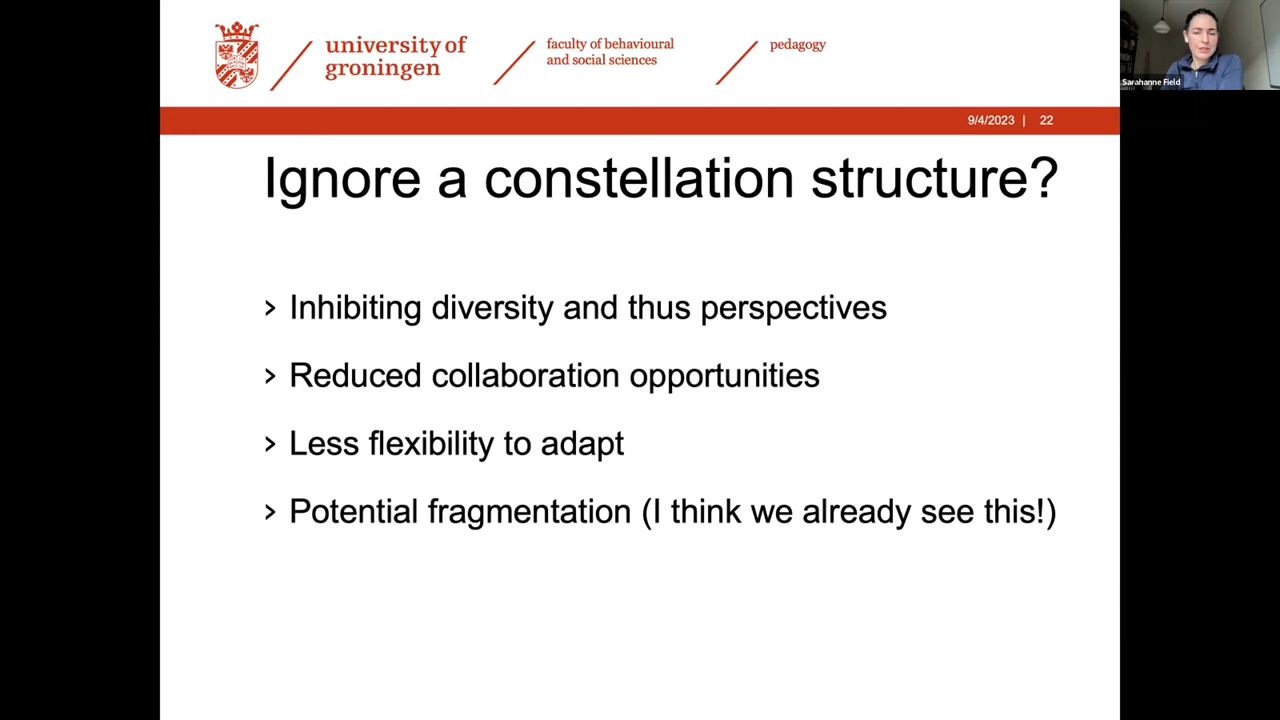 university of
groningen
faculty of behavioural
and social sciences
pedagogy
Sarahanne Field
9/4/2023 | 22
Ignore a constellation structure?
› Inhibiting diversity and thus perspectives
› Reduced collaboration opportunities
› Less flexibility to adapt
› Potential fragmentation (I think we already see this!)